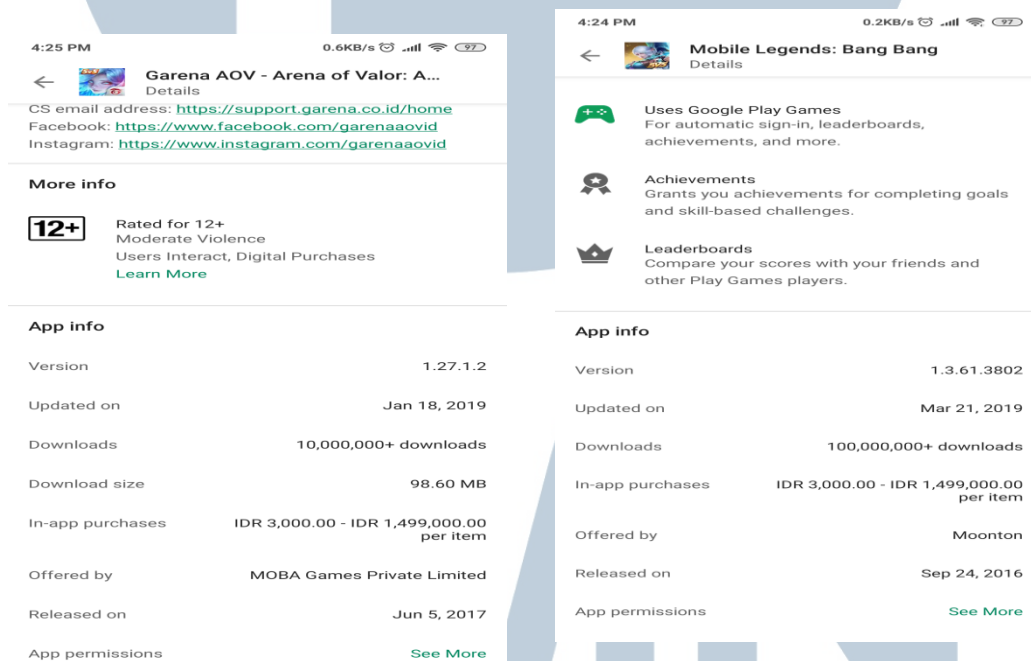 4:25 PM
0.6KB/s
97
Garena AOV - Arena of Valor: A...
Details
CS email address: https://support.garena.co.id/home
Facebook: https://www.facebook.com/garenaaovid
Instagram: https://www.instagram.com/garenaaovid
More info
12+
Rated for 12+
Moderate Violence
Users Interact, Digital Purchases
Learn More
App info
Version 1.27.1.2
Updated on Jan 18, 2019
Downloads 10,000,000+ downloads
Download size 98.60 MB
In-app purchases IDR 3,000.00 - IDR 1,499,000.00
per item
Offered by MOBA Games Private Limited
Released on Jun 5, 2017
App permissions See More
4:24 PM
0.2KB/s
97
Mobile Legends: Bang Bang
Details
Uses Google Play Games
For automatic sign-in, leaderboards,
achievements, and more.
Achievements
Grants you achievements for completing goals
and skill-based challenges.
Leaderboards
Compare your scores with your friends and
other Play Games players.
App info
Version 1.3.61.3802
Updated on Mar 21, 2019
Downloads 100,000,000+ downloads
In-app purchases IDR 3,000.00 - IDR 1,499,000.00
per item
Offered by Moonton
Released on Sep 24, 2016
App permissions See More